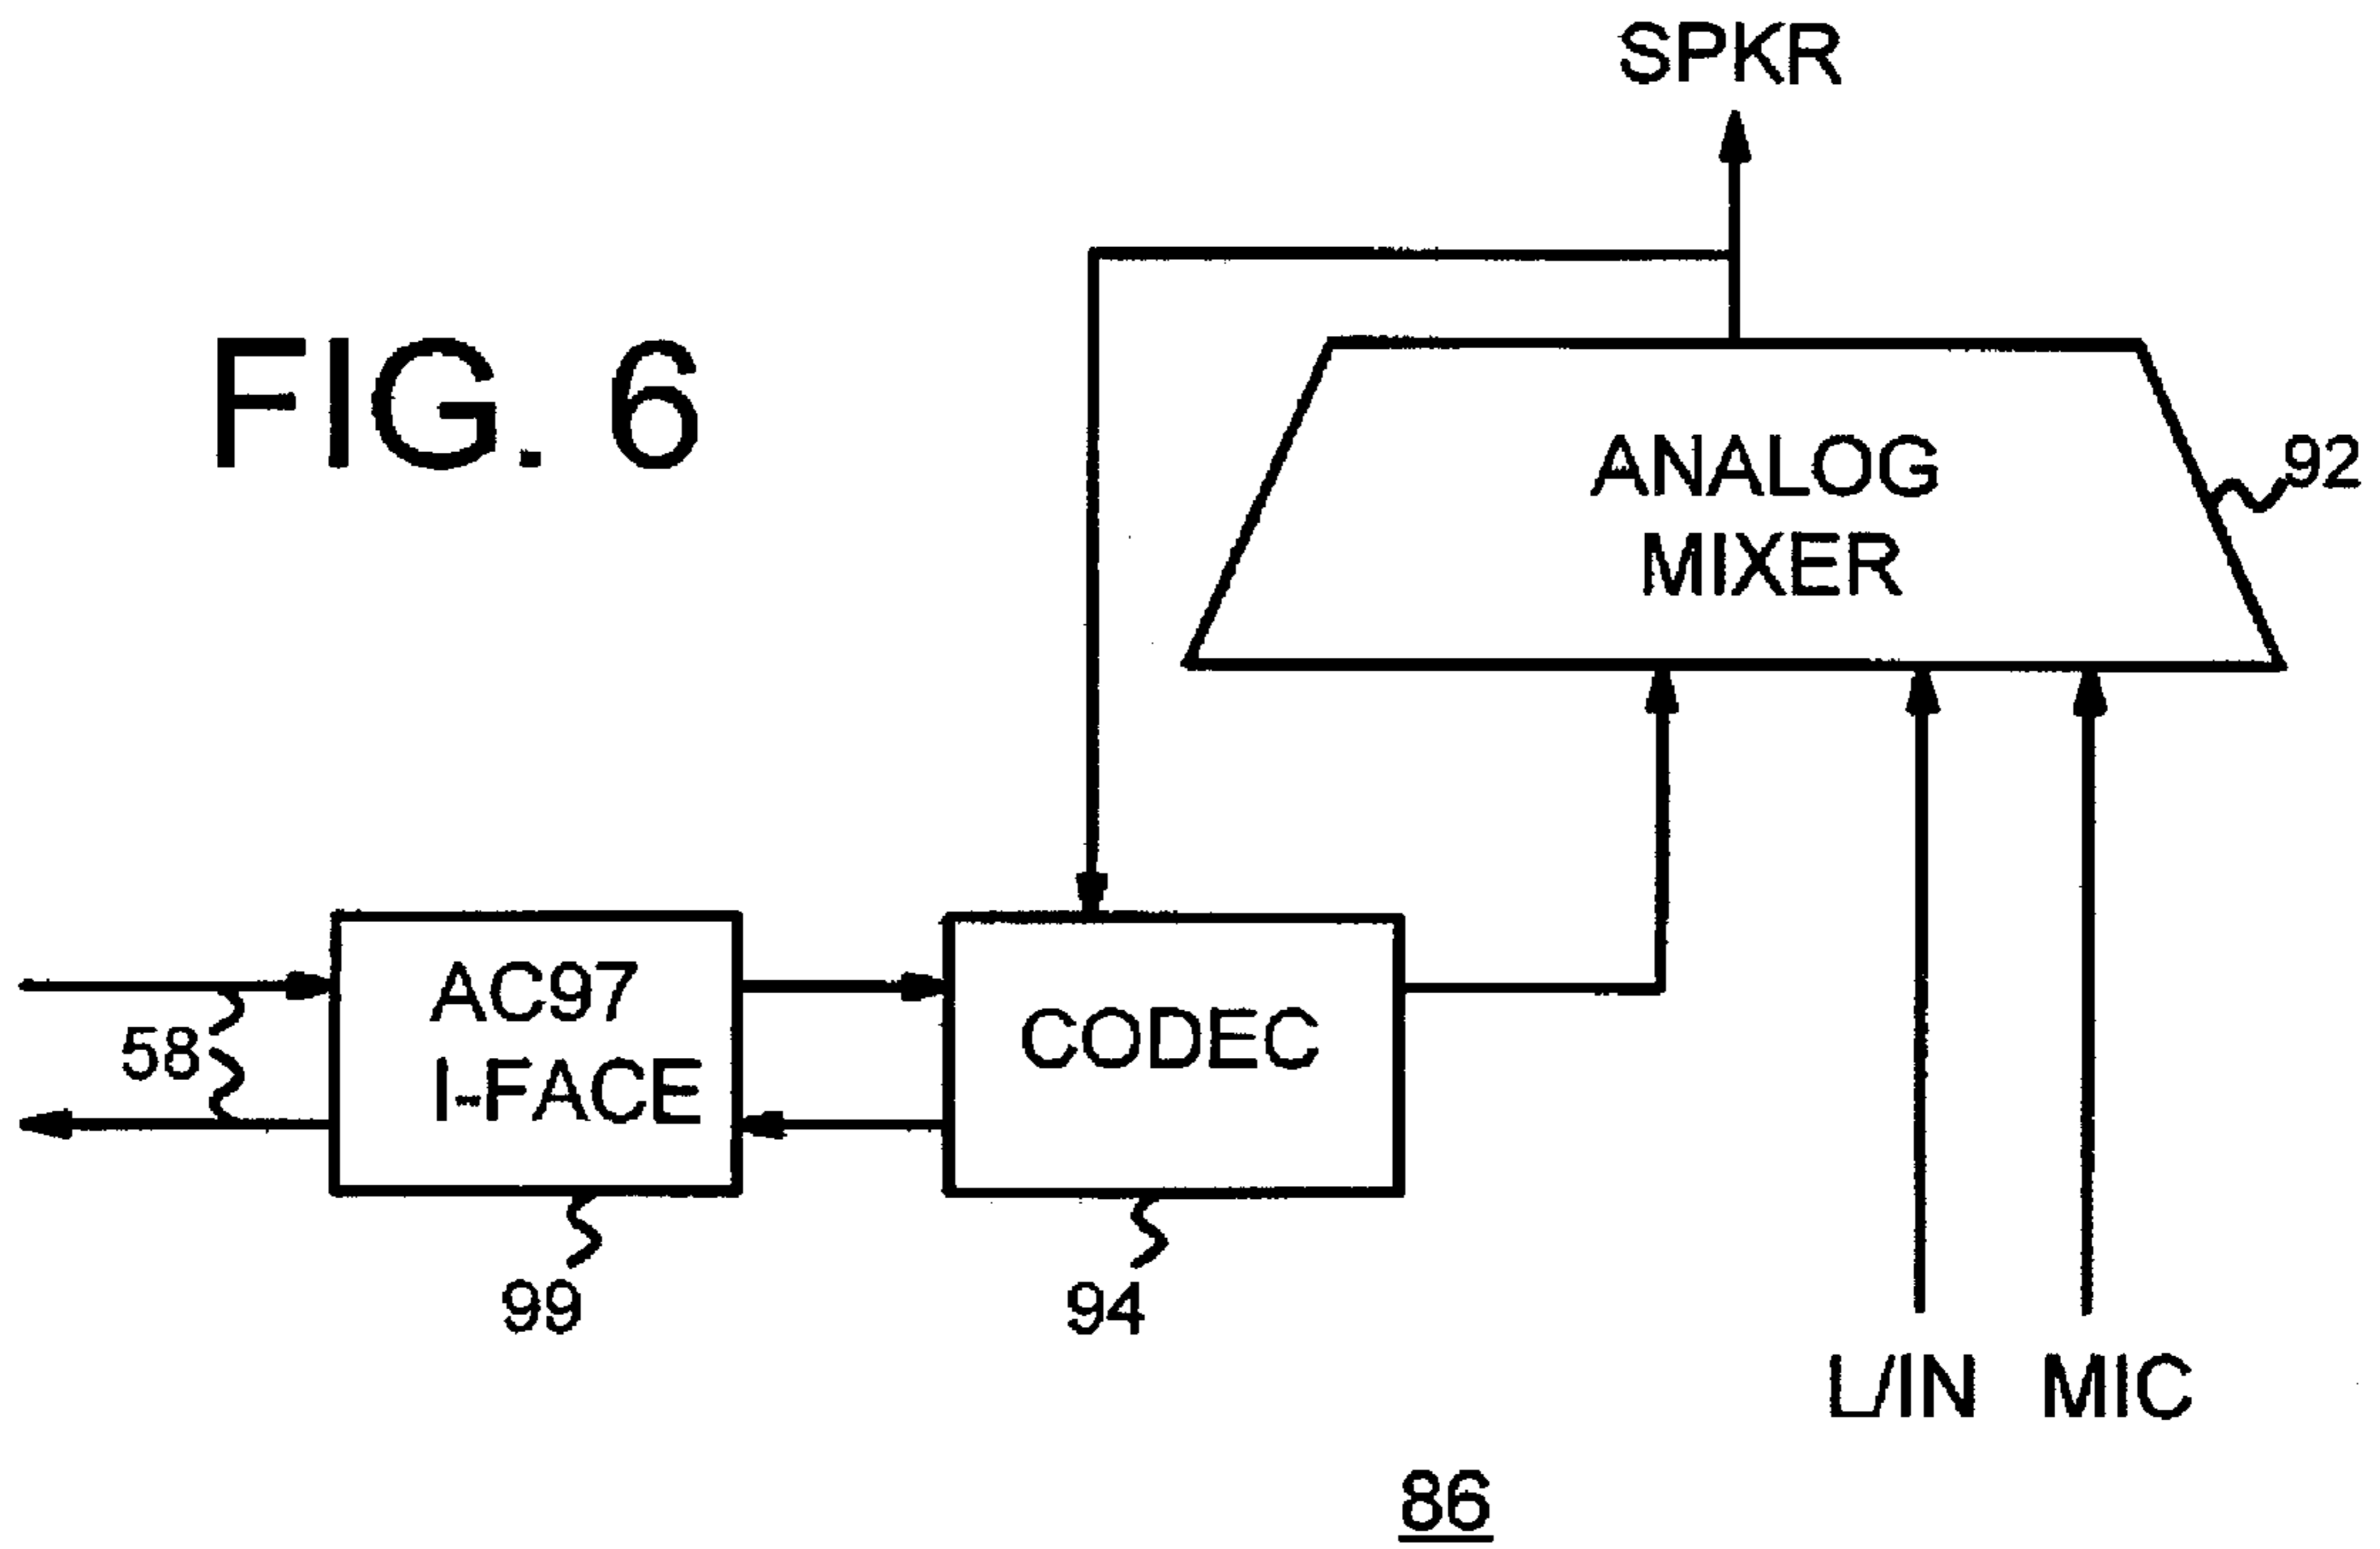 SPKR
FIG. 6
ANALOG
MIXER
92
AC97
I-FACE
58
CODEC
99
94
L/IN
MIC
86